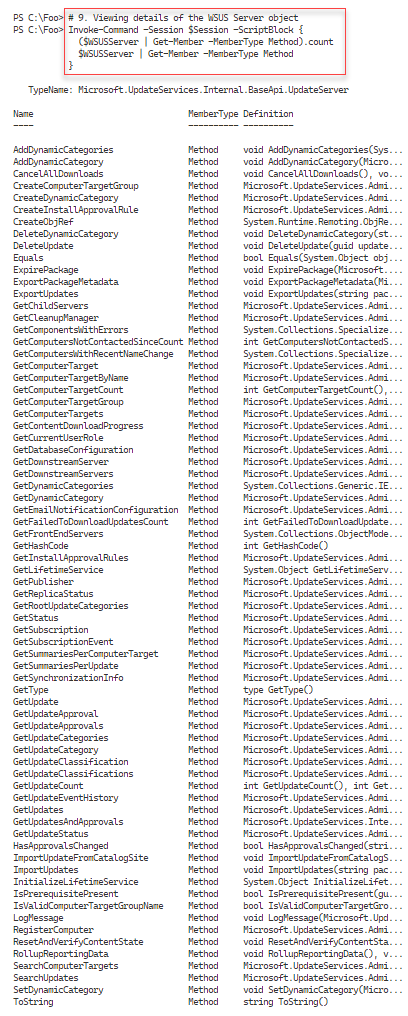 PS C:\Foo> # 9. Viewing details of the WSUS Server object
PS C:\Foo> Invoke-Command -Session $Session -ScriptBlock {
($WSUSServer | Get-Member -MemberType Method).count
$WSUSServer | Get-Member -MemberType Method
}
TypeName: Microsoft.UpdateServices.Internal.BaseApi.UpdateServer
Name MemberType Definition
---- ---------- ----------
AddDynamicCategories Method void AddDynamicCategories(Sys...
AddDynamicCategory Method void AddDynamicCategory(Micro...
CancelAllDownloads Method void CancelAllDownloads(), vo...
CreateComputerTargetGroup Method Microsoft.UpdateServices.Admi...
CreateDynamicCategory Method Microsoft.UpdateServices.Admi...
CreateInstallApprovalRule Method Microsoft.UpdateServices.Admi...
CreateObjRef Method System.Runtime.Remoting.ObjRe...
DeleteDynamicCategory Method void DeleteDynamicCategory(st...
DeleteUpdate Method void DeleteUpdate(guid update...
Equals Method bool Equals(System.Object obj...
ExpirePackage Method void ExpirePackage(Microsoft....
ExportPackageMetadata Method void ExportPackageMetadata(Mi...
ExportUpdates Method void ExportUpdates(string pac...
GetChildServers Method Microsoft.UpdateServices.Admi...
GetCleanupManager Method Microsoft.UpdateServices.Admi...
GetComponentsWithErrors Method System.Collections.Specialize...
GetComputersNotContactedSinceCount Method int GetComputersNotContactedS...
GetComputersWithRecentNameChange Method System.Collections.Specialize...
GetComputerTarget Method Microsoft.UpdateServices.Admi...
GetComputerTargetByName Method Microsoft.UpdateServices.Admi...
GetComputerTargetCount Method int GetComputerTargetCount(),...
GetComputerTargetGroup Method Microsoft.UpdateServices.Admi...
GetComputerTargets Method Microsoft.UpdateServices.Admi...
GetContentDownloadProgress Method Microsoft.UpdateServices.Admi...
GetCurrentUserRole Method Microsoft.UpdateServices.Admi...
GetDatabaseConfiguration Method Microsoft.UpdateServices.Admi...
GetDownstreamServer Method Microsoft.UpdateServices.Admi...
GetDownstreamServers Method Microsoft.UpdateServices.Admi...
GetDynamicCategories Method System.Collections.Generic.IE...
GetDynamicCategory Method Microsoft.UpdateServices.Admi...
GetEmailNotificationConfiguration Method Microsoft.UpdateServices.Admi...
GetFailedToDownloadUpdatesCount Method int GetFailedToDownloadUpdate...
GetFrontEndServers Method System.Collections.ObjectMode...
GetHashCode Method int GetHashCode()
GetInstallApprovalRules Method Microsoft.UpdateServices.Admi...
GetLifetimeService Method System.Object GetLifetimeServ...
GetPublisher Method Microsoft.UpdateServices.Admi...
GetReplicaStatus Method Microsoft.UpdateServices.Admi...
GetRootUpdateCategories Method Microsoft.UpdateServices.Admi...
GetStatus Method Microsoft.UpdateServices.Admi...
GetSubscription Method Microsoft.UpdateServices.Admi...
GetSubscriptionEvent Method Microsoft.UpdateServices.Admi...
GetSummariesPerComputerTarget Method Microsoft.UpdateServices.Admi...
GetSummariesPerUpdate Method Microsoft.UpdateServices.Admi...
GetSynchronizationInfo Method Microsoft.UpdateServices.Admi...
GetType Method type GetType()
GetUpdate Method Microsoft.UpdateServices.Admi...
GetUpdateApproval Method Microsoft.UpdateServices.Admi...
GetUpdateApprovals Method Microsoft.UpdateServices.Admi...
GetUpdateCategories Method Microsoft.UpdateServices.Admi...
GetUpdateCategory Method Microsoft.UpdateServices.Admi...
GetUpdateClassification Method Microsoft.UpdateServices.Admi...
GetUpdateClassifications Method Microsoft.UpdateServices.Admi...
GetUpdateCount Method int GetUpdateCount(), int Get...
GetUpdateEventHistory Method Microsoft.UpdateServices.Admi...
GetUpdates Method Microsoft.UpdateServices.Admi...
GetUpdatesAndApprovals Method Microsoft.UpdateServices.Inte...
GetUpdateStatus Method Microsoft.UpdateServices.Admi...
HasApprovalsChanged Method bool HasApprovalsChanged(stri...
ImportUpdateFromCatalogSite Method void ImportUpdateFromCatalogS...
ImportUpdates Method void ImportUpdates(string pac...
InitializeLifetimeService Method System.Object InitializeLifet...
IsPrerequisitePresent Method bool IsPrerequisitePresent(gu...
IsValidComputerTargetGroupName Method bool IsValidComputerTargetGro...
LogMessage Method void LogMessage(Microsoft.Upd...
RegisterComputer Method Microsoft.UpdateServices.Admi...
ResetAndVerifyContentState Method void ResetAndVerifyContentSta...
RollupReportingData Method void RollupReportingData(), v...
SearchComputerTargets Method Microsoft.UpdateServices.Admi...
SearchUpdates Method Microsoft.UpdateServices.Admi...
SetDynamicCategory Method void SetDynamicCategory(Micro...
ToString Method string ToString()